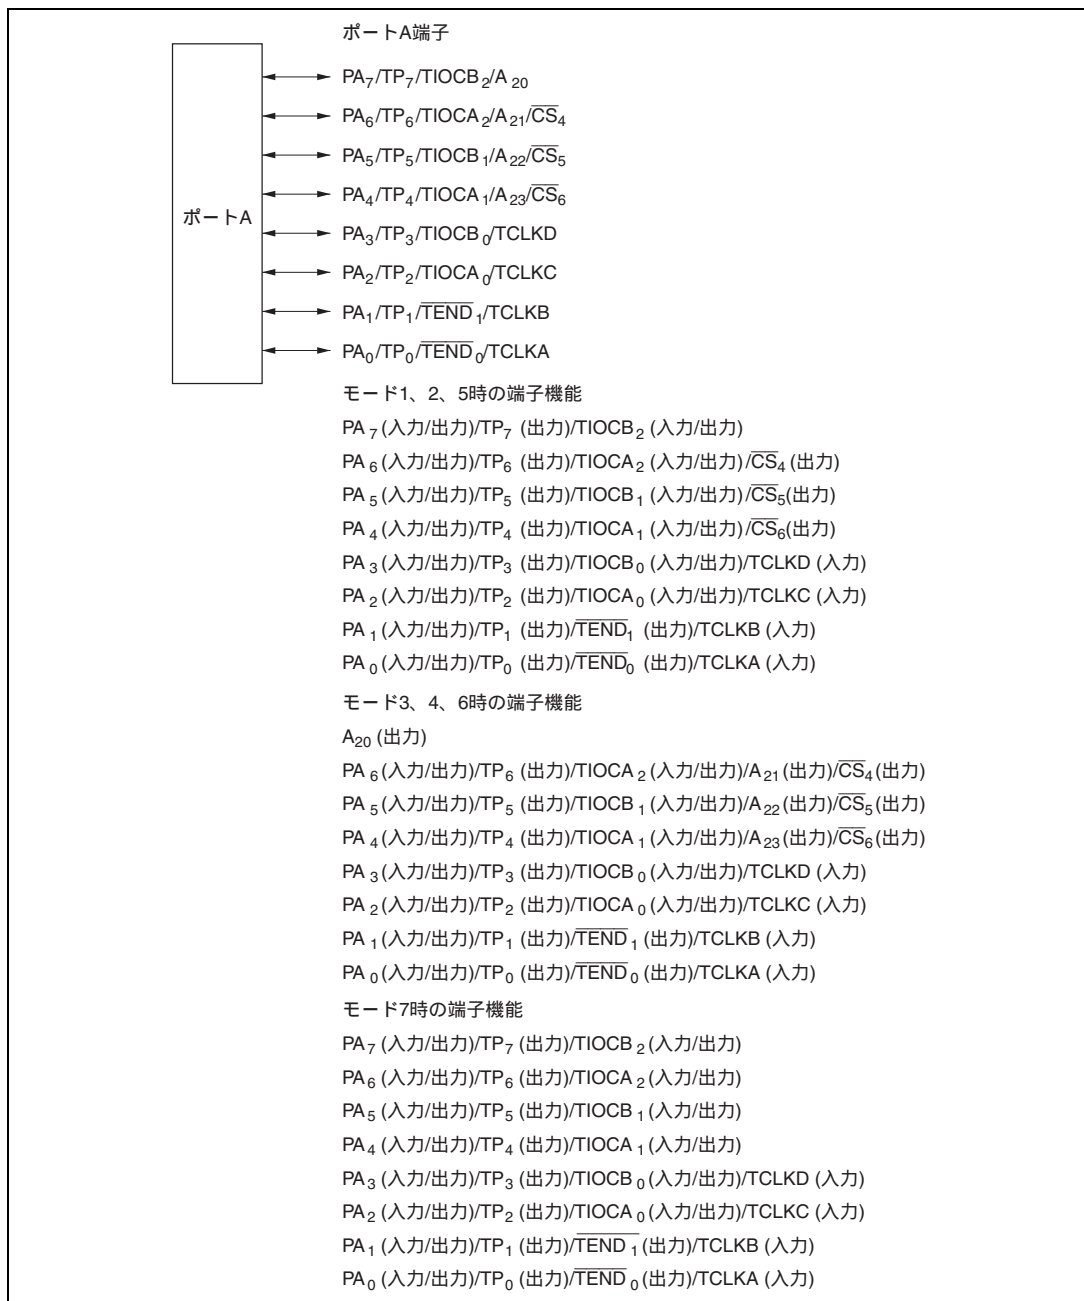 ポートA端子
PA₇/TP₇/TIOCB₂/A₂₀
PA₆/TP₆/TIOCA₂/A₂₁/C̅S̅₄
PA₅/TP₅/TIOCB₁/A₂₂/C̅S̅₅
PA₄/TP₄/TIOCA₁/A₂₃/C̅S̅₆
ポートA
PA₃/TP₃/TIOCB₀/TCLKD
PA₂/TP₂/TIOCA₀/TCLKC
PA₁/TP₁/T̅E̅N̅D̅₁/TCLKB
PA₀/TP₀/T̅E̅N̅D̅₀/TCLKA
モード1、2、5時の端子機能
PA₇(入力/出力)/TP₇ (出力)/TIOCB₂ (入力/出力)
PA₆(入力/出力)/TP₆ (出力)/TIOCA₂ (入力/出力)/C̅S̅₄ (出力)
PA₅(入力/出力)/TP₅ (出力)/TIOCB₁ (入力/出力)/C̅S̅₅(出力)
PA₄(入力/出力)/TP₄ (出力)/TIOCA₁ (入力/出力)/C̅S̅₆(出力)
PA₃(入力/出力)/TP₃ (出力)/TIOCB₀ (入力/出力)/TCLKD (入力)
PA₂(入力/出力)/TP₂ (出力)/TIOCA₀ (入力/出力)/TCLKC (入力)
PA₁(入力/出力)/TP₁ (出力)/T̅E̅N̅D̅₁ (出力)/TCLKB (入力)
PA₀(入力/出力)/TP₀ (出力)/T̅E̅N̅D̅₀ (出力)/TCLKA (入力)
モード3、4、6時の端子機能
A₂₀ (出力)
PA₆(入力/出力)/TP₆ (出力)/TIOCA₂(入力/出力)/A₂₁(出力)/C̅S̅₄(出力)
PA₅(入力/出力)/TP₅ (出力)/TIOCB₁(入力/出力)/A₂₂(出力)/C̅S̅₅(出力)
PA₄(入力/出力)/TP₄ (出力)/TIOCA₁(入力/出力)/A₂₃(出力)/C̅S̅₆(出力)
PA₃(入力/出力)/TP₃ (出力)/TIOCB₀(入力/出力)/TCLKD (入力)
PA₂(入力/出力)/TP₂ (出力)/TIOCA₀(入力/出力)/TCLKC (入力)
PA₁(入力/出力)/TP₁ (出力)/T̅E̅N̅D̅₁(出力)/TCLKB (入力)
PA₀(入力/出力)/TP₀ (出力)/T̅E̅N̅D̅₀(出力)/TCLKA (入力)
モード7時の端子機能
PA₇ (入力/出力)/TP₇ (出力)/TIOCB₂(入力/出力)
PA₆ (入力/出力)/TP₆ (出力)/TIOCA₂(入力/出力)
PA₅ (入力/出力)/TP₅ (出力)/TIOCB₁(入力/出力)
PA₄ (入力/出力)/TP₄ (出力)/TIOCA₁(入力/出力)
PA₃ (入力/出力)/TP₃ (出力)/TIOCB₀(入力/出力)/TCLKD (入力)
PA₂ (入力/出力)/TP₂ (出力)/TIOCA₀(入力/出力)/TCLKC (入力)
PA₁ (入力/出力)/TP₁ (出力)/T̅E̅N̅D̅₁(出力)/TCLKB (入力)
PA₀ (入力/出力)/TP₀ (出力)/T̅E̅N̅D̅₀(出力)/TCLKA (入力)